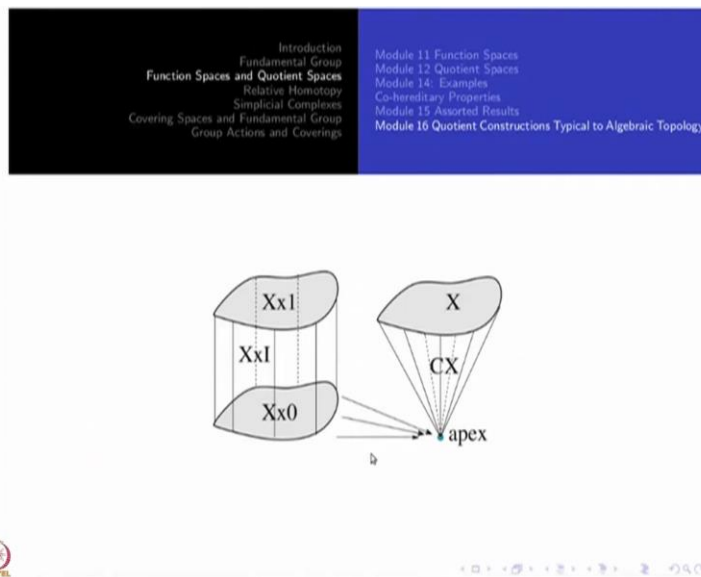 Introduction
Fundamental Group
Function Spaces and Quotient Spaces
Relative Homotopy
Simplicial Complexes
Covering Spaces and Fundamental Group
Group Actions and Coverings
Module 11 Function Spaces
Module 12 Quotient Spaces
Module 14: Examples
Co-hereditary Properties
Module 15 Assorted Results
Module 16 Quotient Constructions Typical to Algebraic Topology
Xx1
X
XxI
CX
Xx0
apex